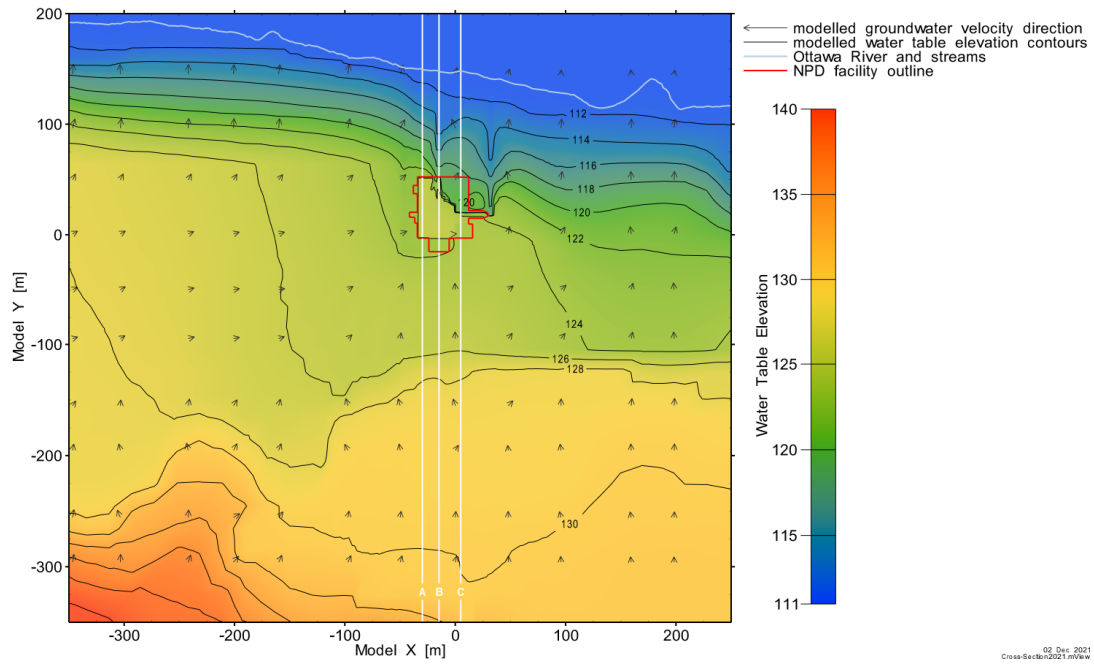 200
100
0
-100
-200
-300
Model Y [m]
-300
-200
-100
0
100
200
Model X [m]
112
114
116
118
120
122
124
126
128
130
20
A
B
C
modelled groundwater velocity direction
modelled water table elevation contours
Ottawa River and streams
NPD facility outline
Water Table Elevation
140
135
130
125
120
115
111
02 Dec 2021
Cross-Section2021.mView